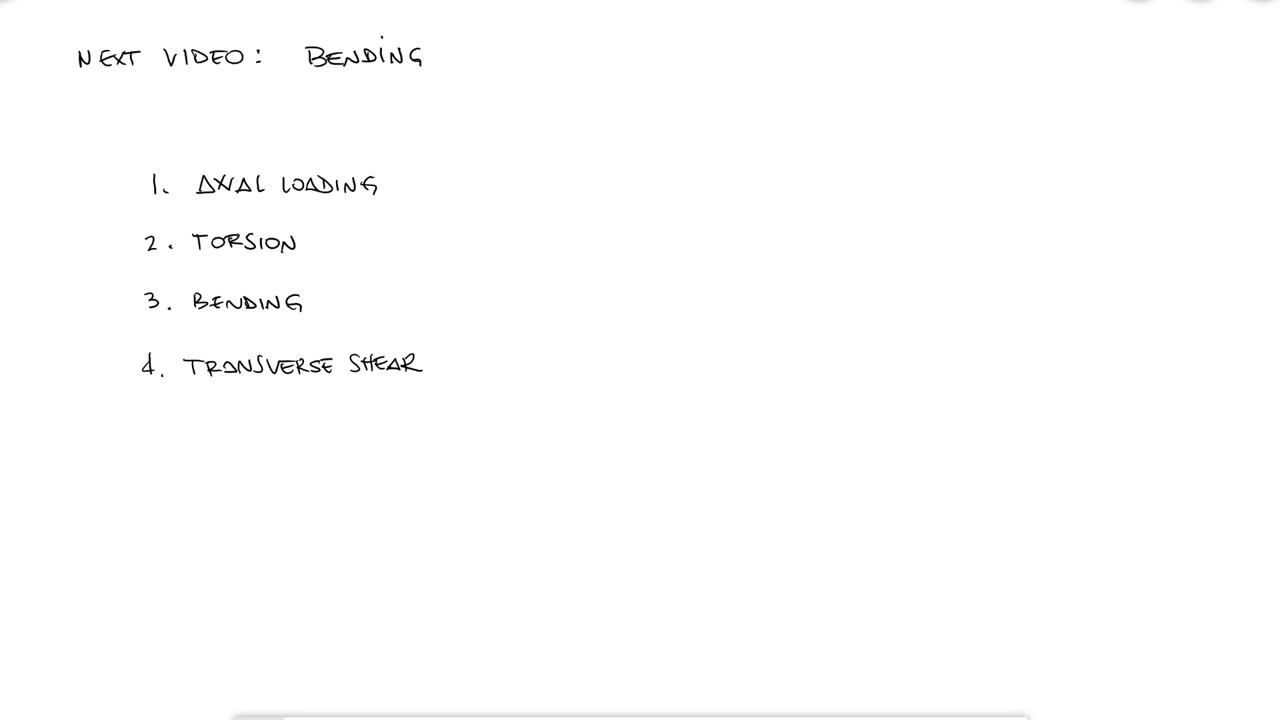 NEXT VIDEO: BENDING
1. AXIAL LOADING
2. TORSION
3. BENDING
4. TRANSVERSE SHEAR